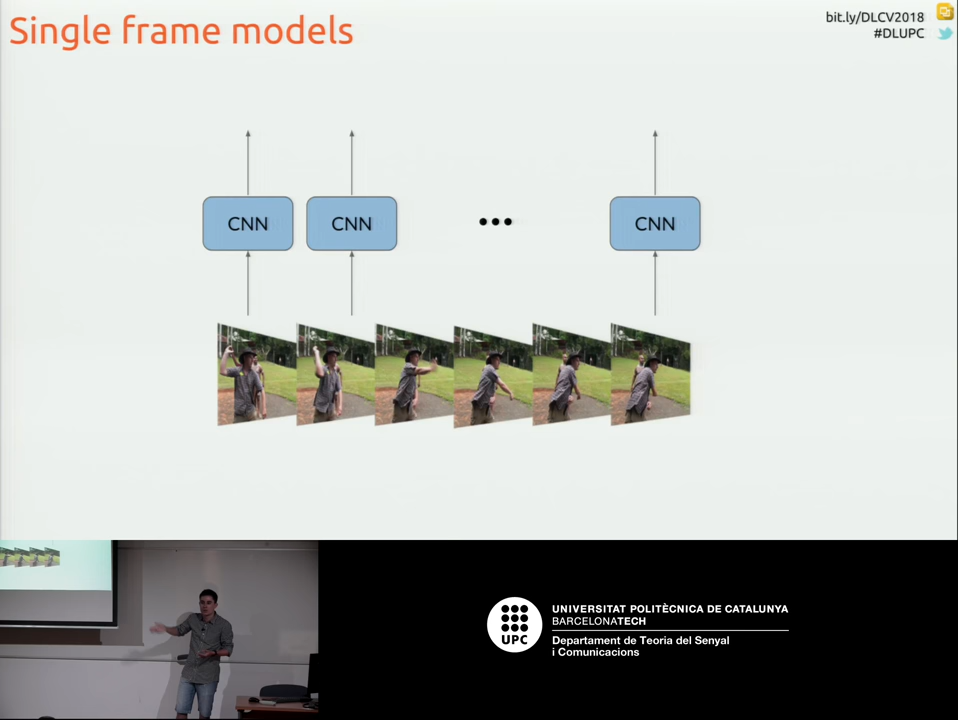 Single frame models
bit.ly/DLCV2018
#DLUPC
CNN
CNN
CNN
UPC
UNIVERSITAT POLITÈCNICA DE CATALUNYA
BARCELONATECH
Departament de Teoria del Senyal
i Comunicacions